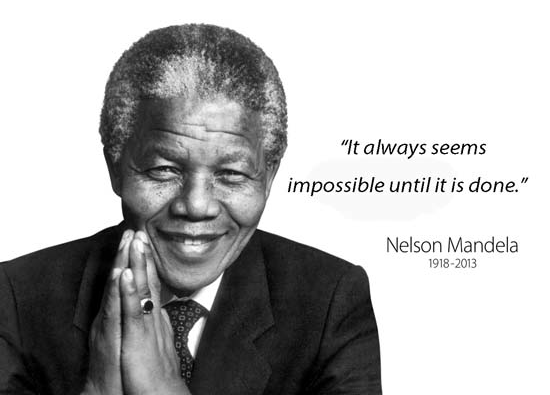 “It always seems
impossible until it is done.”
Nelson Mandela
1918-2013